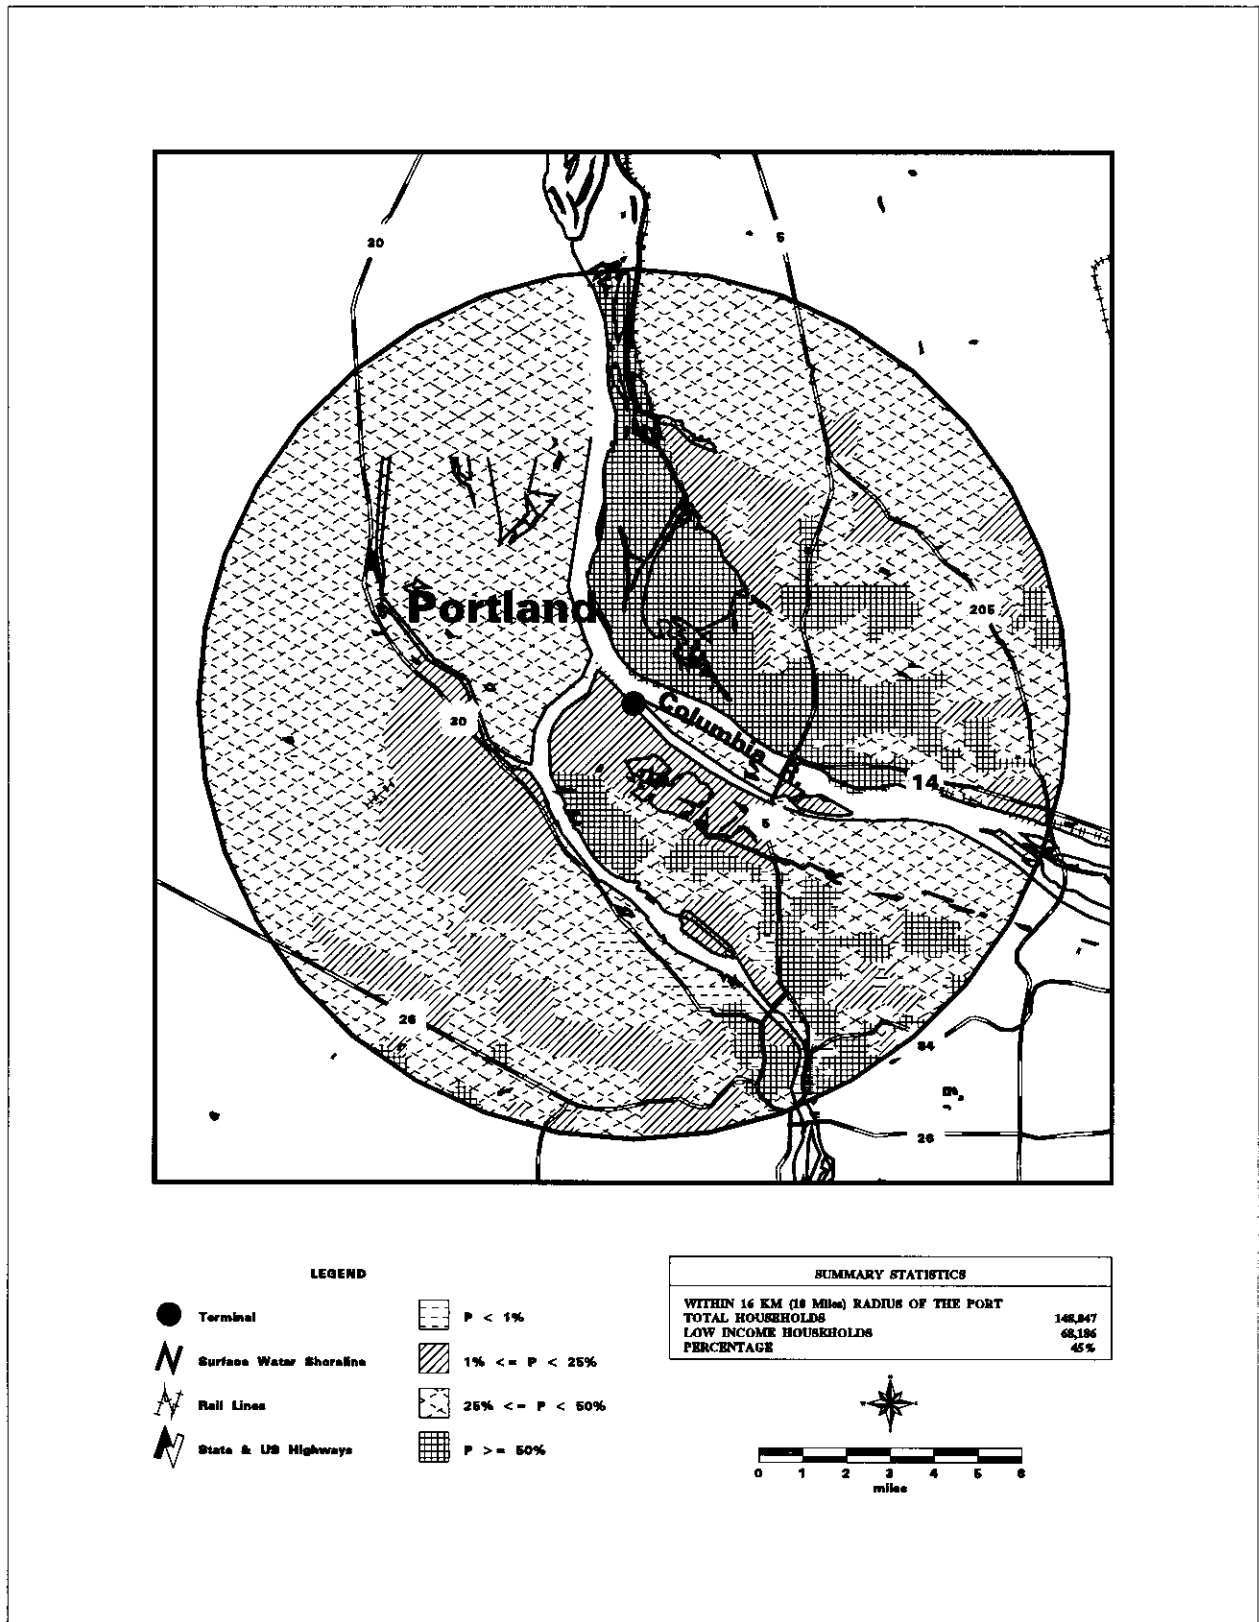 20
5
Portland
205
20
Columbia R.
14
5
26
84
26
LEGEND
Terminal
Surface Water Shoreline
Rail Lines
State & US Highways
P < 1%
1% <= P < 25%
25% <= P < 50%
P >= 50%
SUMMARY STATISTICS
WITHIN 16 KM (10 Miles) RADIUS OF THE PORT
TOTAL HOUSEHOLDS 148,847
LOW INCOME HOUSEHOLDS 68,186
PERCENTAGE 45%
0 1 2 3 4 5 6
miles